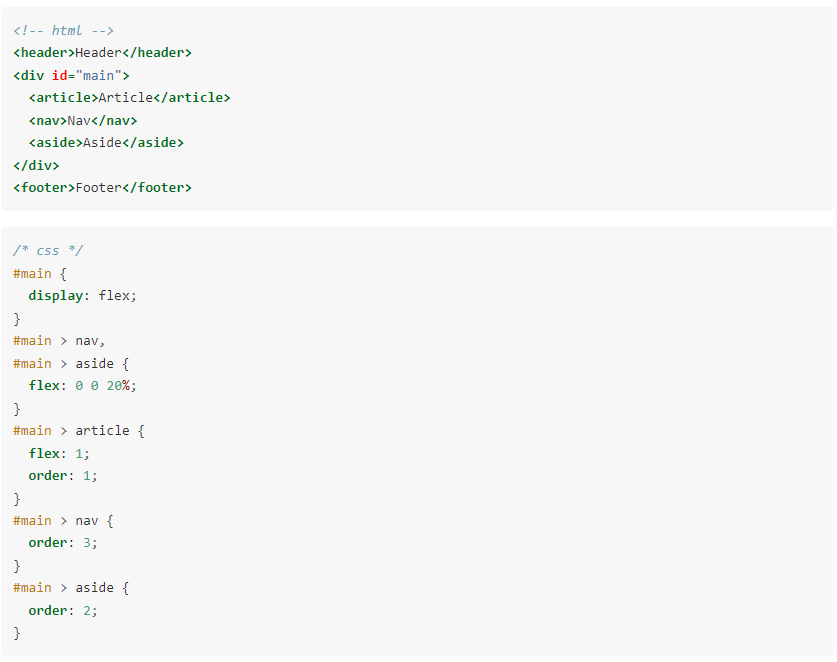 <!-- html -->
<header>Header</header>
<div id="main">
  <article>Article</article>
  <nav>Nav</nav>
  <aside>Aside</aside>
</div>
<footer>Footer</footer>
/* css */
#main {
  display: flex;
}
#main > nav,
#main > aside {
  flex: 0 0 20%;
}
#main > article {
  flex: 1;
  order: 1;
}
#main > nav {
  order: 3;
}
#main > aside {
  order: 2;
}